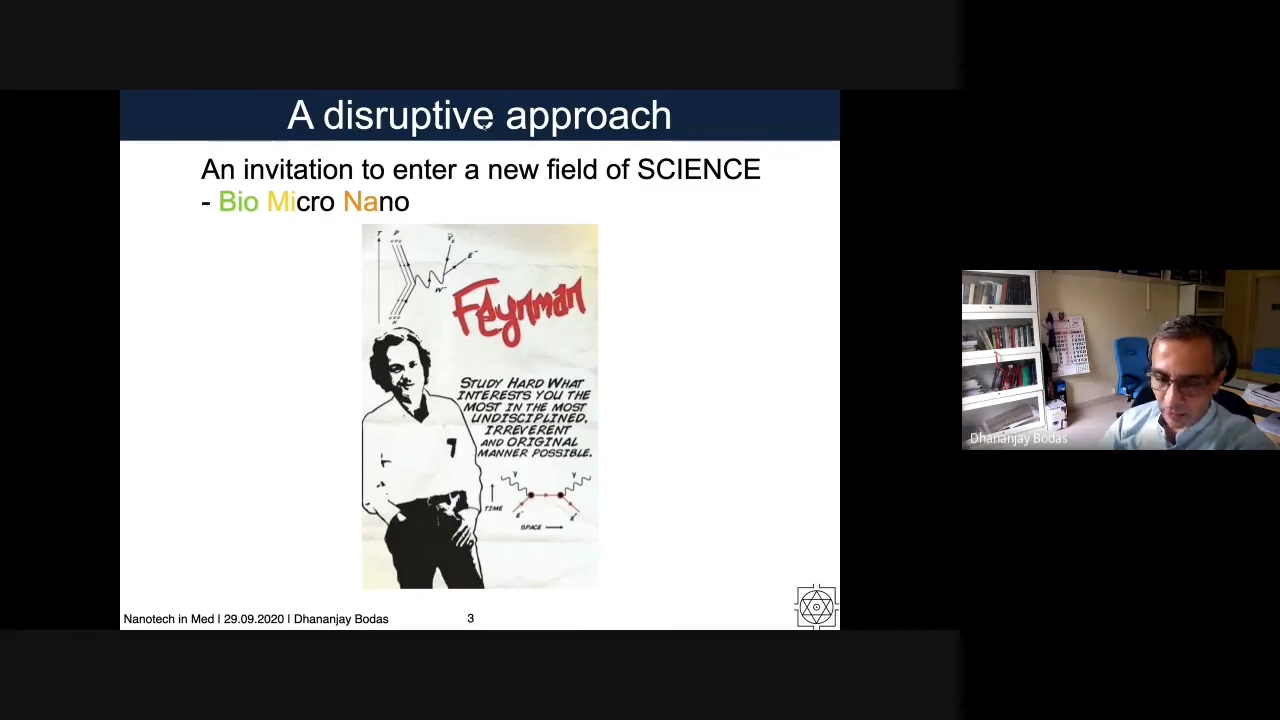 A disruptive approach
An invitation to enter a new field of SCIENCE
- Bio Micro Nano
T
P
E⁻
W⁻
N
Feynman
STUDY HARD WHAT
INTERESTS YOU THE
MOST IN THE MOST
UNDISCIPLINED,
IRREVERENT
AND ORIGINAL
MANNER POSSIBLE.
γ
γ
TIME
E⁻
SPACE
Nanotech in Med | 29.09.2020 | Dhananjay Bodas
3
Dhananjay Bodas